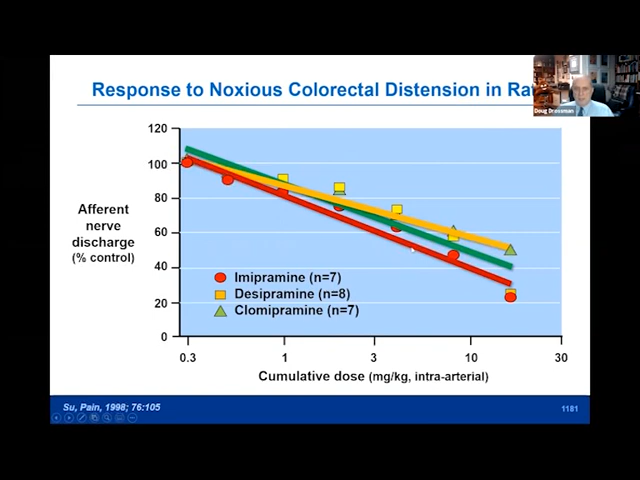 Response to Noxious Colorectal Distension in Ra
Doug Drossman
120
100
80
60
40
20
0
Afferent
nerve
discharge
(% control)
Imipramine (n=7)
Desipramine (n=8)
Clomipramine (n=7)
0.3 1 3 10 30
Cumulative dose (mg/kg, intra-arterial)
Su, Pain, 1998; 76:105
1181